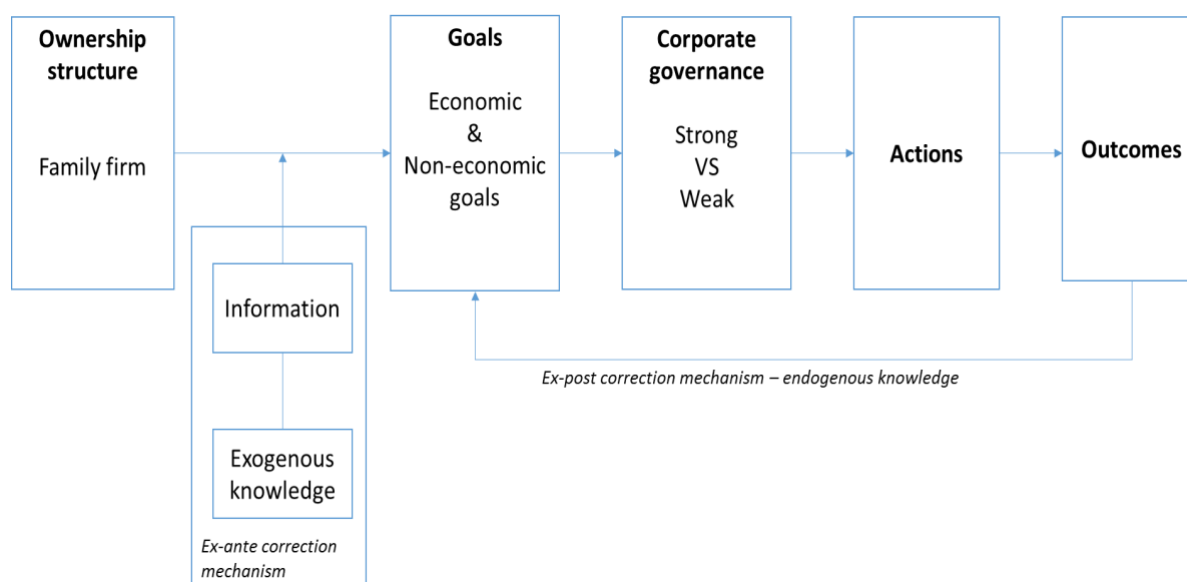 Ownership
structure
Family firm
Goals
Economic
&
Non-economic
goals
Corporate
governance
Strong
VS
Weak
Actions
Outcomes
Information
Exogenous
knowledge
Ex-ante correction
mechanism
Ex-post correction mechanism – endogenous knowledge